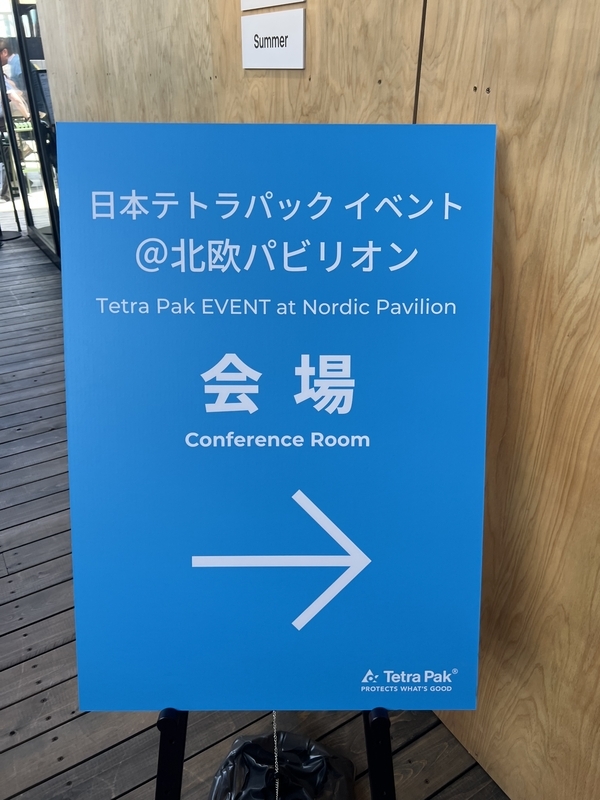 Summer
日本テトラパック イベント
@北欧パビリオン
Tetra Pak EVENT at Nordic Pavilion
会 場
Conference Room
Tetra Pak®
PROTECTS WHAT'S GOOD